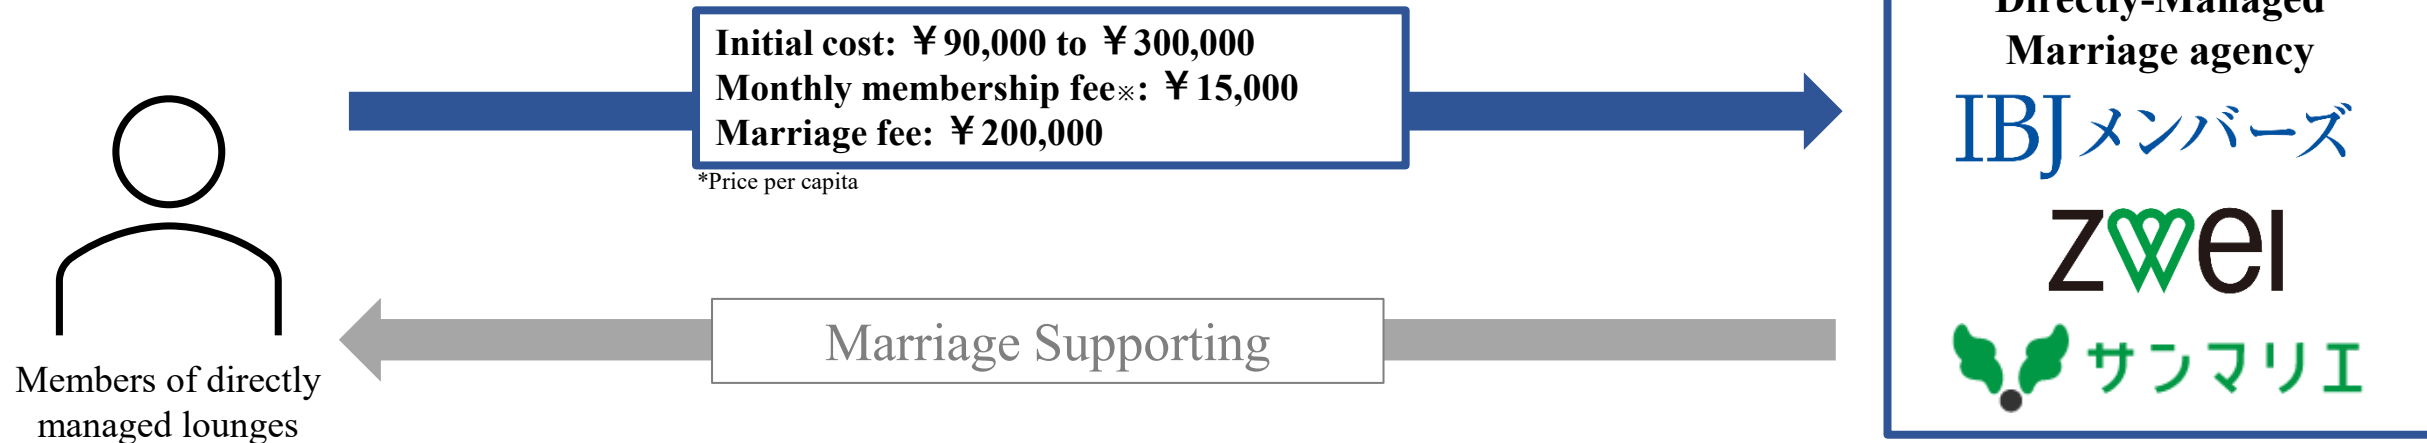 Directly-Managed
Marriage agency
Initial cost: ￥90,000 to ￥300,000
Monthly membership fee※: ￥15,000
Marriage fee: ￥200,000
*Price per capita
IBJメンバーズ
zwei
Marriage Supporting
サンマリエ
Members of directly
managed lounges